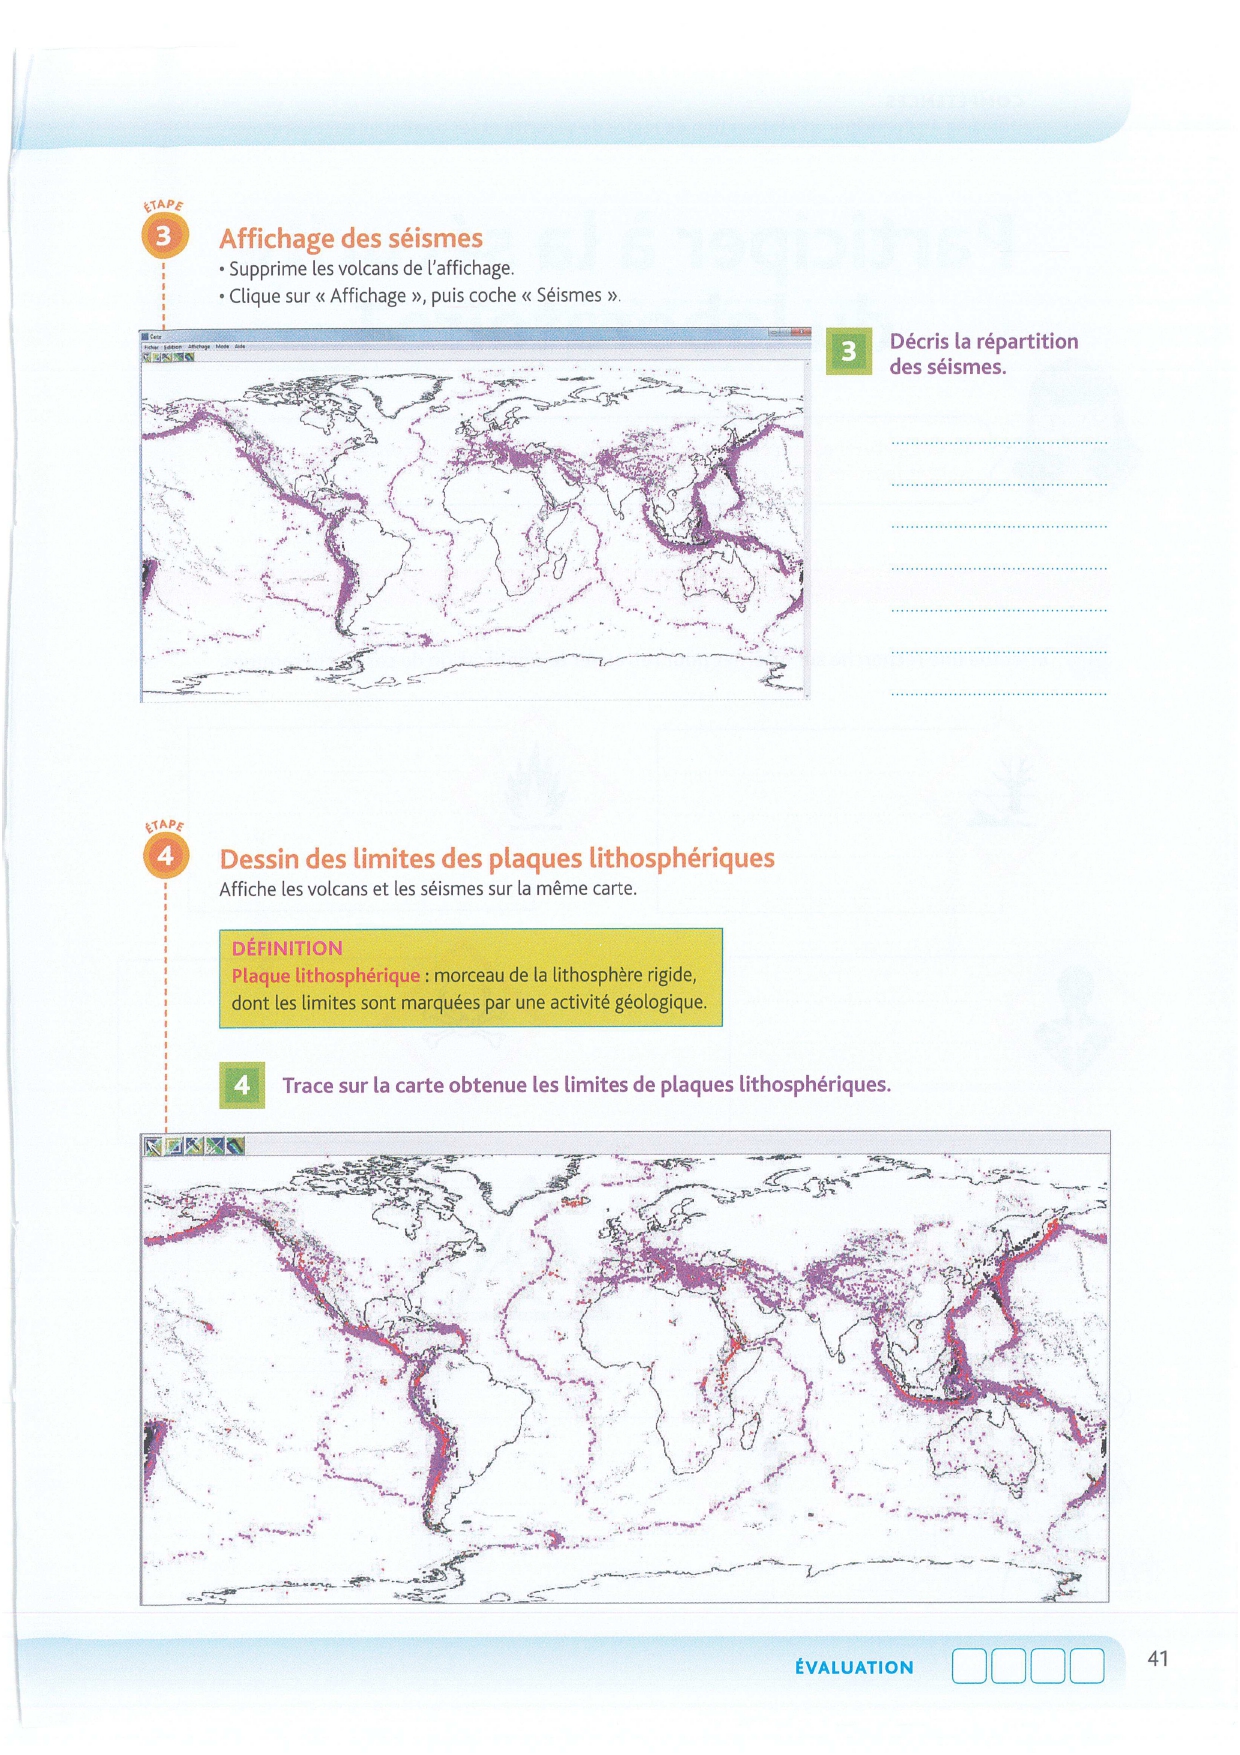 ÉTAPE
3
Affichage des séismes
• Supprime les volcans de l'affichage.
• Clique sur « Affichage », puis coche « Séismes ».
Fichier Edition Affichage Mode Aide
3
Décris la répartition
des séismes.
ÉTAPE
4
Dessin des limites des plaques lithosphériques
Affiche les volcans et les séismes sur la même carte.
DÉFINITION
Plaque lithosphérique : morceau de la lithosphère rigide,
dont les limites sont marquées par une activité géologique.
4
Trace sur la carte obtenue les limites de plaques lithosphériques.
ÉVALUATION
41